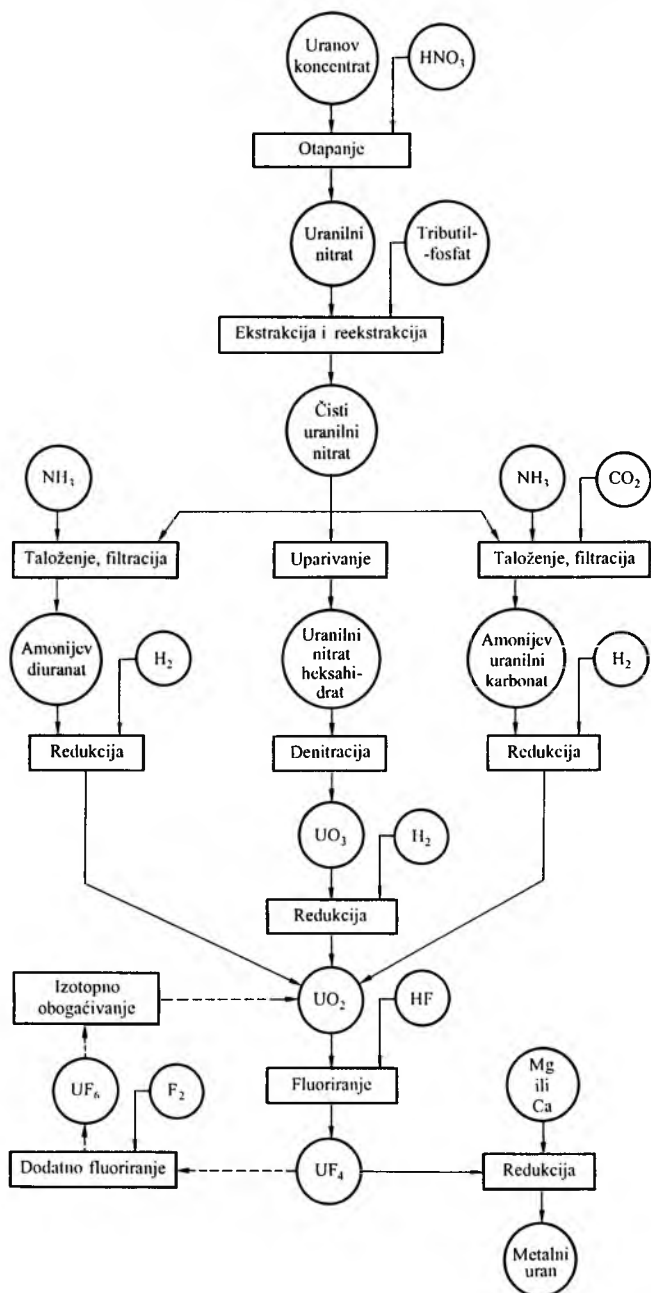 Uranov
koncentrat
HNO₃
Otapanje
Uranilni
nitrat
Tributil-
-fosfat
Ekstrakcija i reekstrakcija
Čisti
uranilni
nitrat
NH₃
NH₃
CO₂
Taloženje, filtracija
Uparivanje
Taloženje, filtracija
Amonijev
diuranat
H₂
Uranilni
nitrat
heksahi-
drat
Amonijev
uranilni
karbonat
H₂
Redukcija
Denitracija
Redukcija
UO₃
H₂
Redukcija
Izotopno
obogaćivanje
UO₂
HF
UF₆
F₂
Fluoriranje
Mg
ili
Ca
Dodatno fluoriranje
UF₄
Redukcija
Metalni
uran